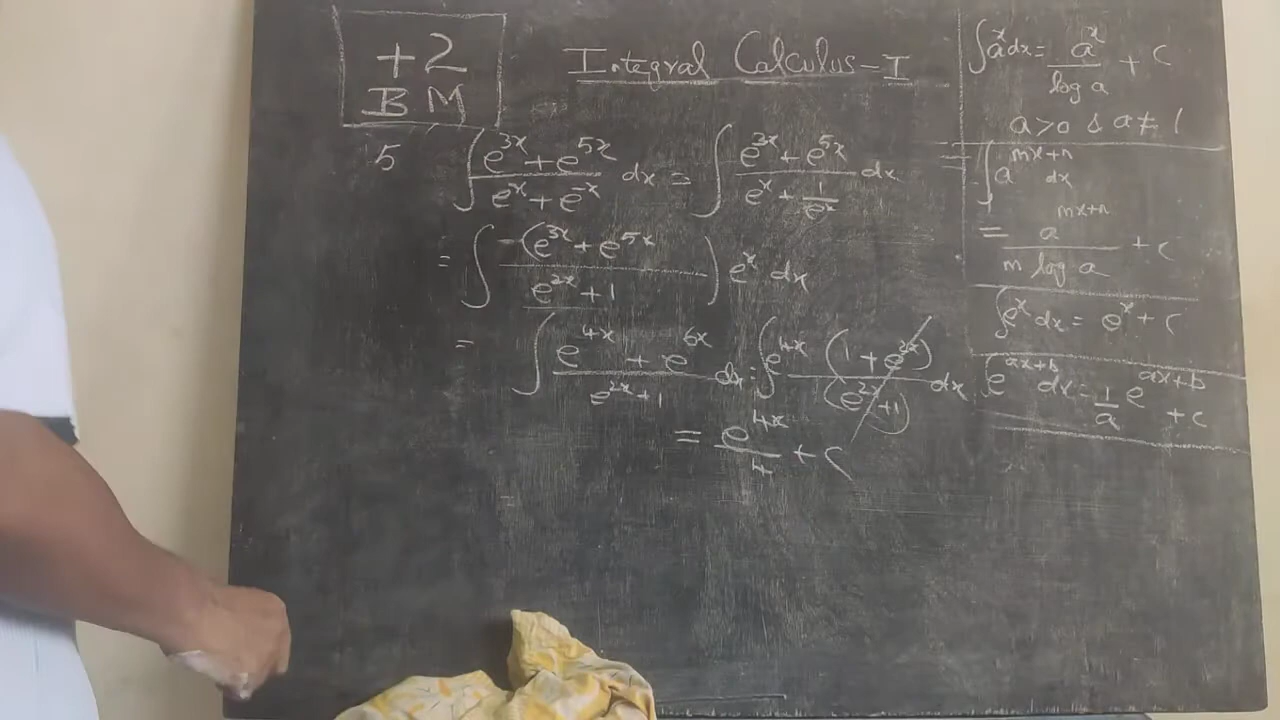 +2
BM
Integral Calculus - I
5 ∫ (e^{3x} + e^{5x})/(e^x + e^{-x}) dx = ∫ (e^{3x} + e^{5x})/(e^x + 1/e^x) dx
= ∫ ((e^{3x} + e^{5x})/(e^{2x} + 1)) e^x dx
= ∫ (e^{4x} + e^{6x})/(e^{2x} + 1) dx = ∫ e^{4x} (1 + e^{2x})/(e^{2x} + 1) dx
= e^{4x}/4 + c
∫ a^x dx = a^x/log a + c
a > 0 & a ≠ 1
= ∫ a^{mx+n} dx
= a^{mx+n}/(m log a) + c
∫ e^x dx = e^x + c
∫ e^{ax+b} dx = 1/a e^{ax+b} + c